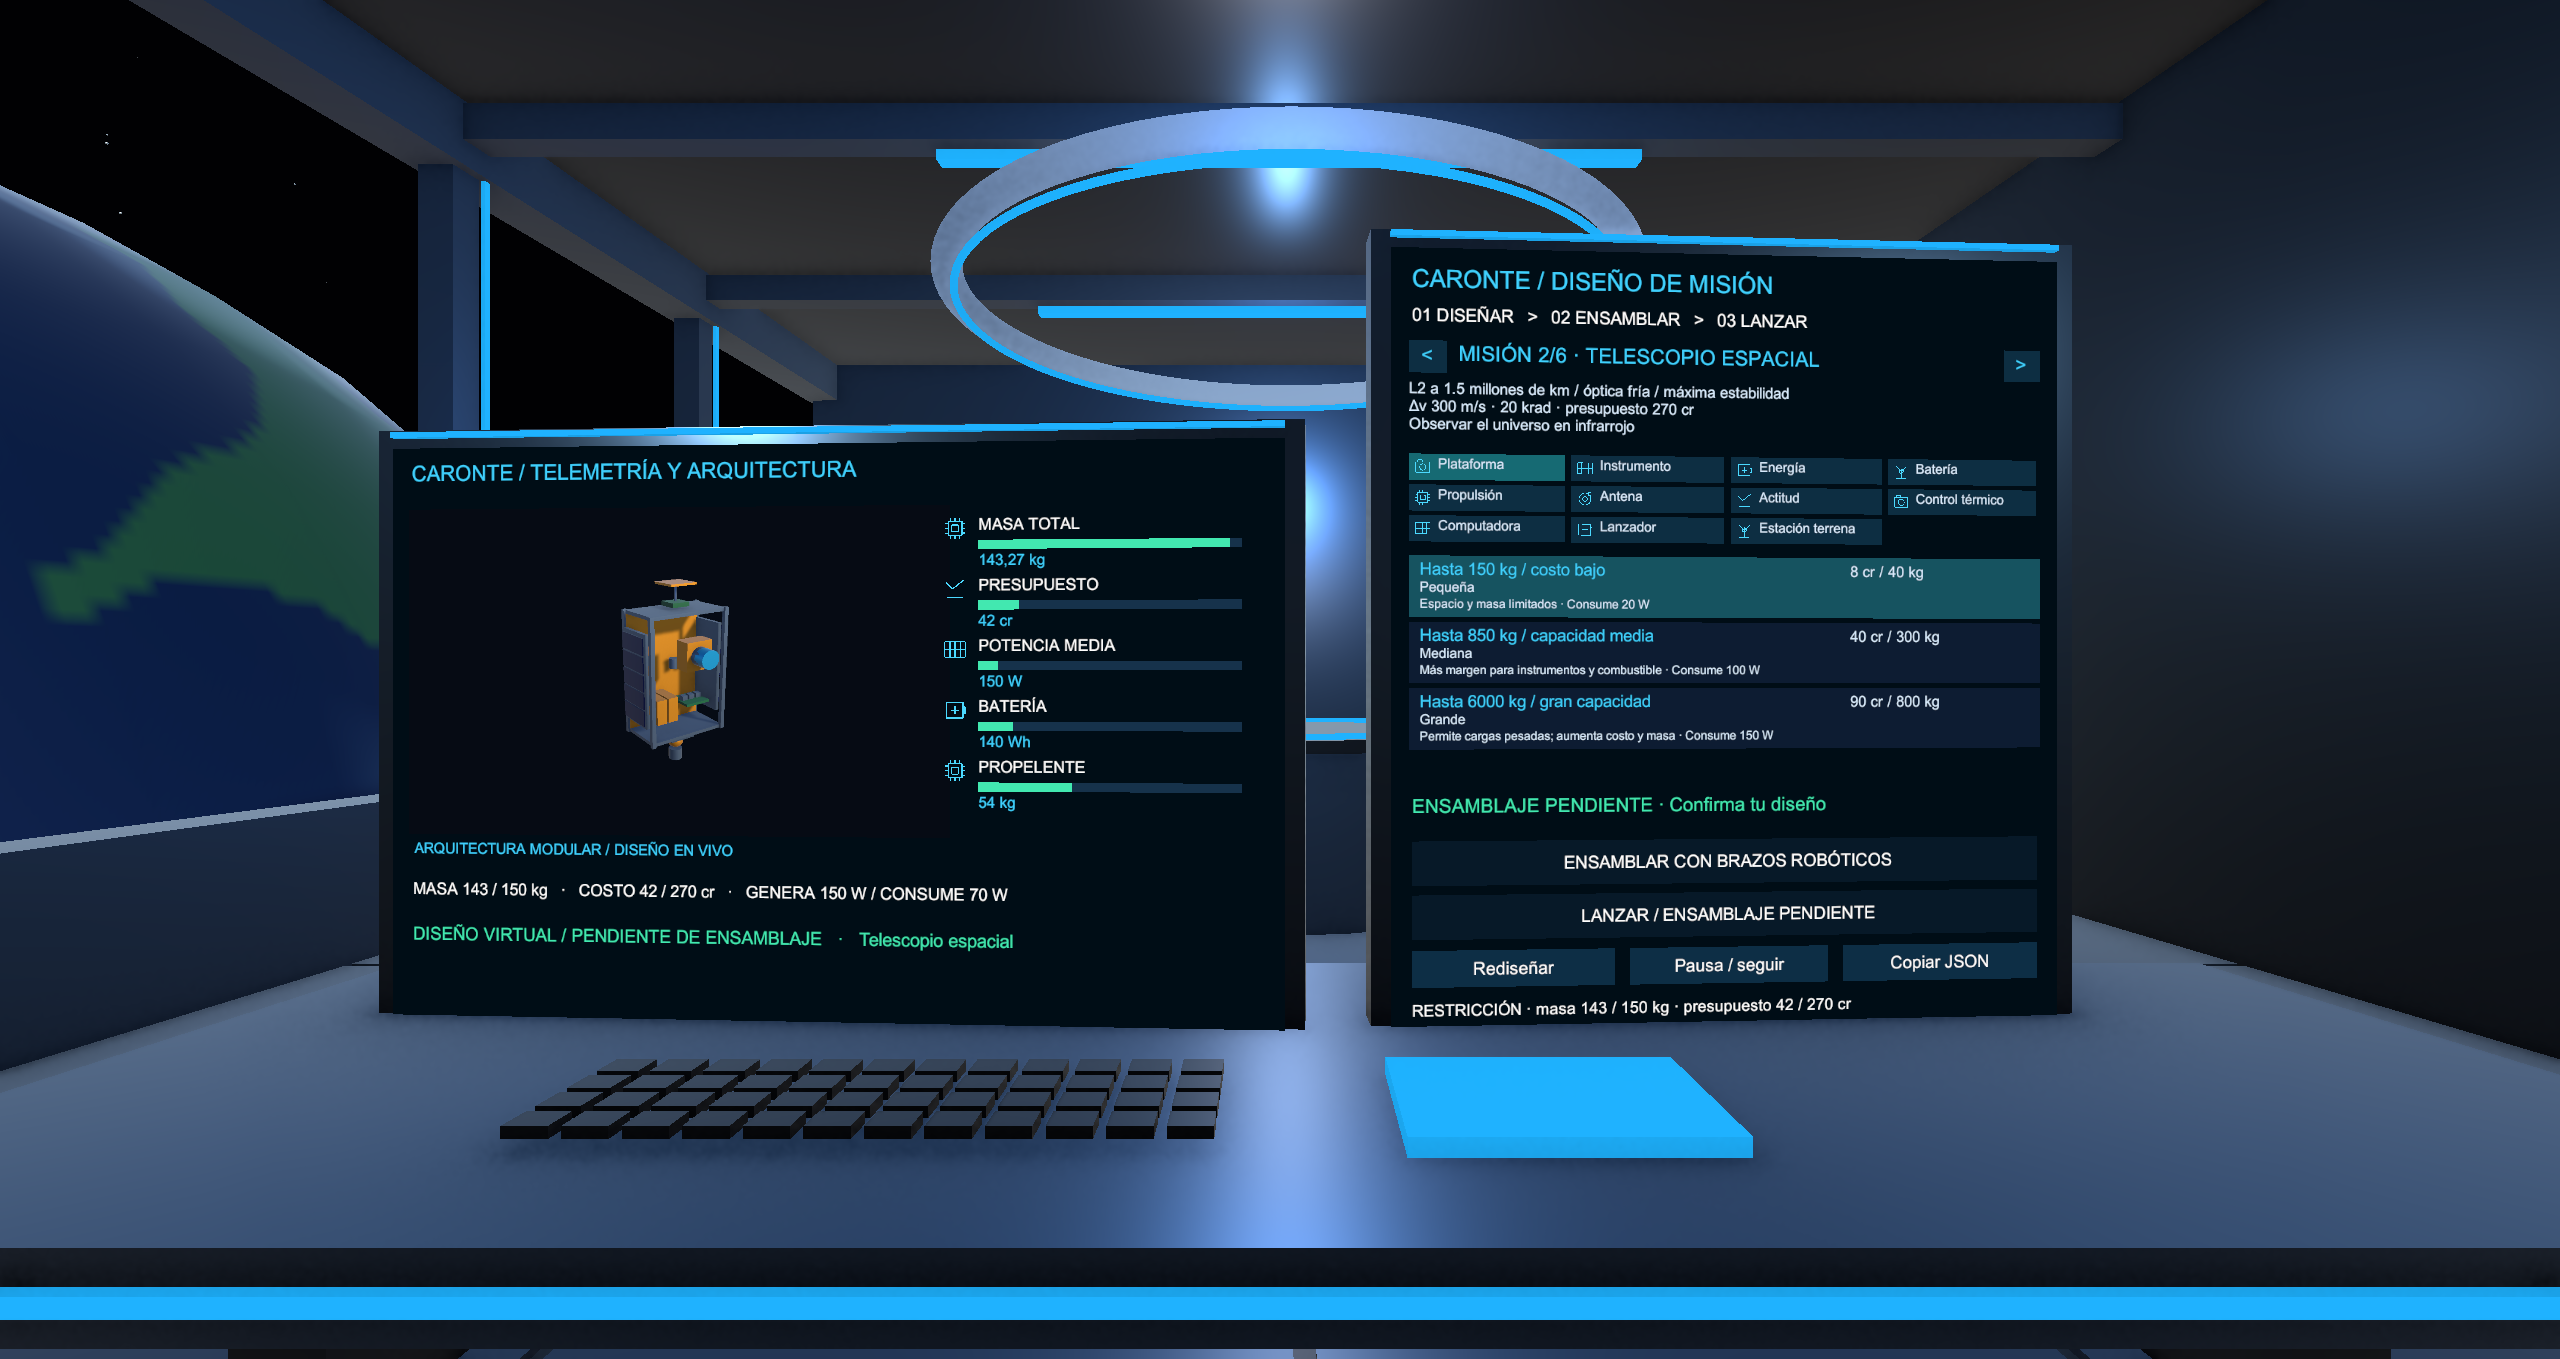 CARONTE / TELEMETRÍA Y ARQUITECTURA
MASA TOTAL
143,27 kg
PRESUPUESTO
42 cr
POTENCIA MEDIA
150 W
BATERÍA
140 Wh
PROPELENTE
54 kg
ARQUITECTURA MODULAR / DISEÑO EN VIVO
MASA 143 / 150 kg · COSTO 42 / 270 cr · GENERA 150 W / CONSUME 70 W
DISEÑO VIRTUAL / PENDIENTE DE ENSAMBLAJE · Telescopio espacial
CARONTE / DISEÑO DE MISIÓN
01 DISEÑAR > 02 ENSAMBLAR > 03 LANZAR
< MISIÓN 2/6 · TELESCOPIO ESPACIAL >
L2 a 1.5 millones de km / óptica fría / máxima estabilidad
Δv 300 m/s · 20 krad · presupuesto 270 cr
Observar el universo en infrarrojo
Plataforma Instrumento Energía Batería
Propulsión Antena Actitud Control térmico
Computadora Lanzador Estación terrena
Hasta 150 kg / costo bajo 8 cr / 40 kg
Pequeña
Espacio y masa limitados · Consume 20 W
Hasta 850 kg / capacidad media 40 cr / 300 kg
Mediana
Más margen para instrumentos y combustible · Consume 100 W
Hasta 6000 kg / gran capacidad 90 cr / 800 kg
Grande
Permite cargas pesadas; aumenta costo y masa · Consume 150 W
ENSAMBLAJE PENDIENTE · Confirma tu diseño
ENSAMBLAR CON BRAZOS ROBÓTICOS
LANZAR / ENSAMBLAJE PENDIENTE
Rediseñar Pausa / seguir Copiar JSON
RESTRICCIÓN · masa 143 / 150 kg · presupuesto 42 / 270 cr